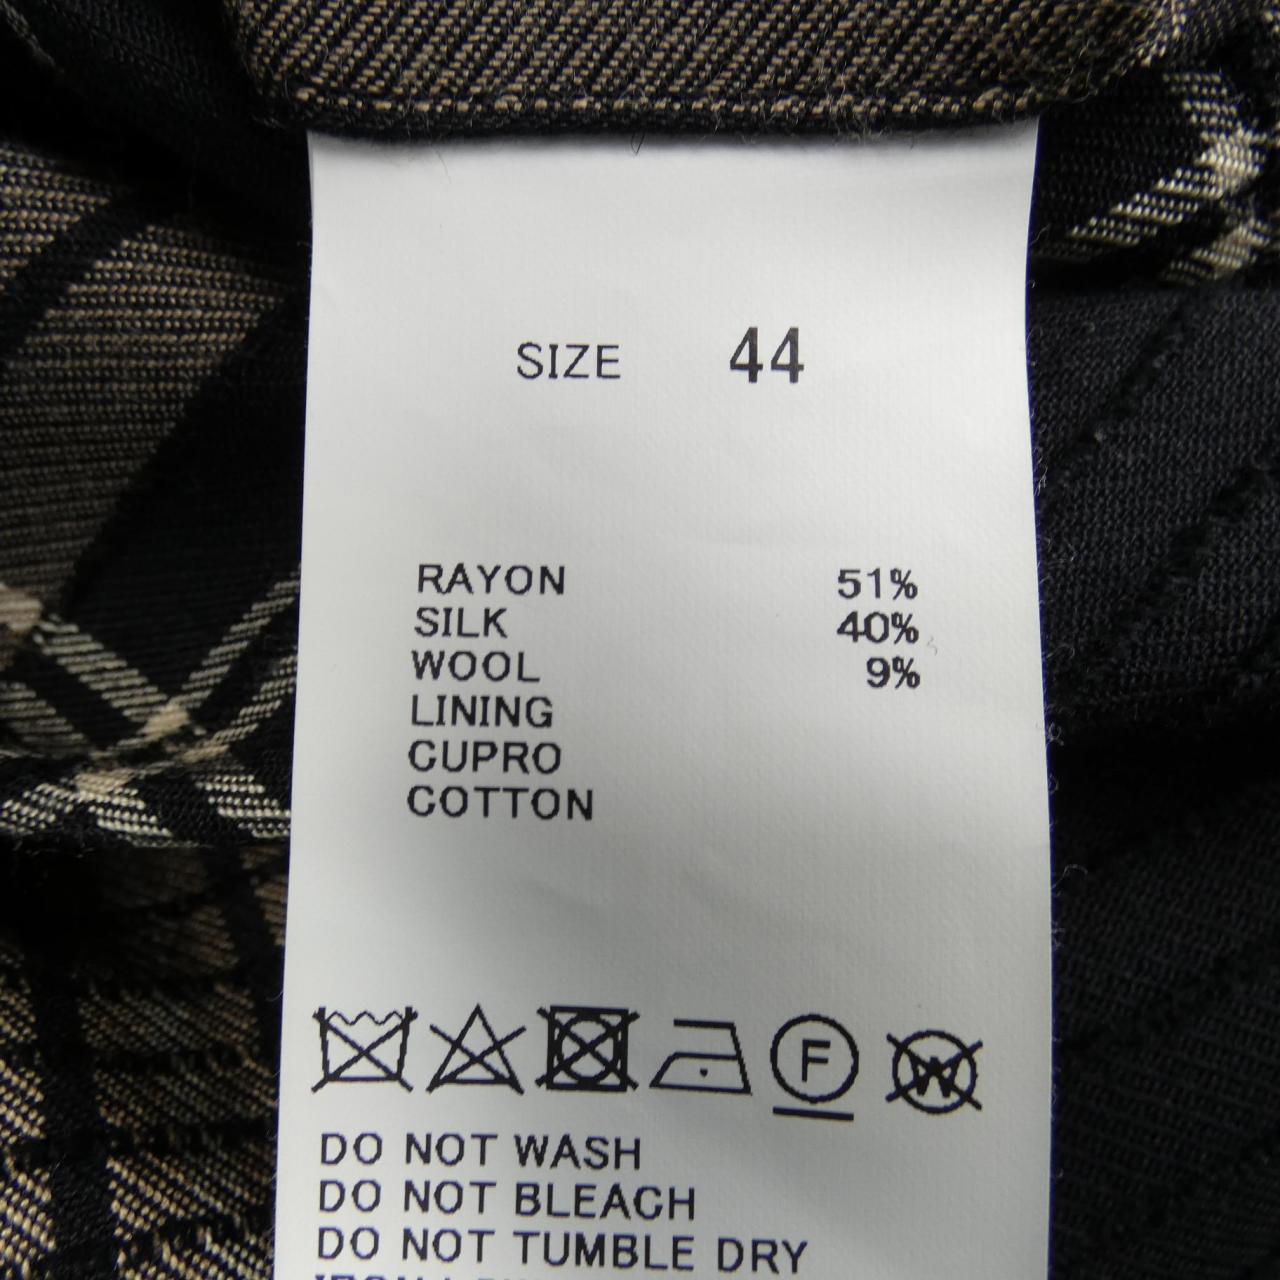 SIZE 44
RAYON 51%
SILK 40%
WOOL 9%
LINING
CUPRO
COTTON
F W
DO NOT WASH
DO NOT BLEACH
DO NOT TUMBLE DRY